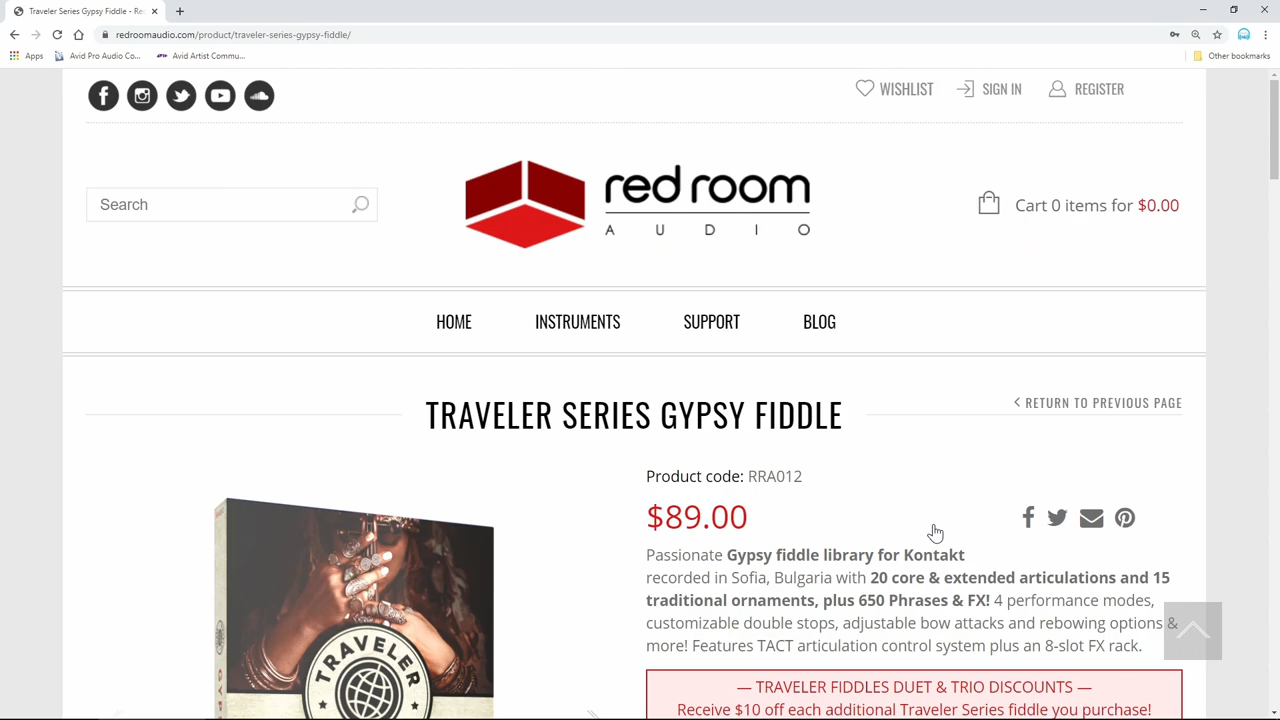 Traveler Series Gypsy Fiddle - Re
redroomaudio.com/product/traveler-series-gypsy-fiddle/
Apps Avid Pro Audio Co... Avid Artist Commu... Other bookmarks
WISHLIST SIGN IN REGISTER
Search
red room
AUDIO
Cart 0 items for $0.00
HOME INSTRUMENTS SUPPORT BLOG
< RETURN TO PREVIOUS PAGE
TRAVELER SERIES GYPSY FIDDLE
Product code: RRA012
$89.00
Passionate Gypsy fiddle library for Kontakt
recorded in Sofia, Bulgaria with 20 core & extended articulations and 15
traditional ornaments, plus 650 Phrases & FX! 4 performance modes,
customizable double stops, adjustable bow attacks and rebowing options &
more! Features TACT articulation control system plus an 8-slot FX rack.
TRAVELER
— TRAVELER FIDDLES DUET & TRIO DISCOUNTS —
Receive $10 off each additional Traveler Series fiddle you purchase!